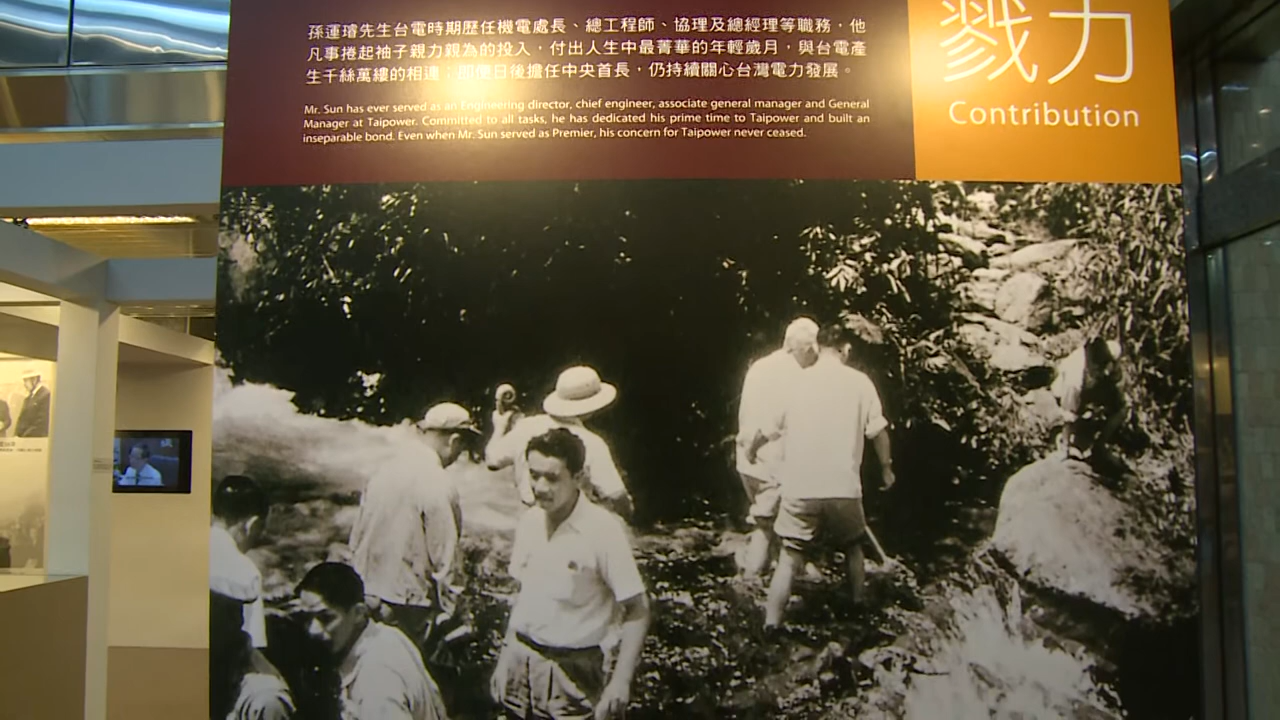 孫運璿先生台電時期歷任機電處長、總工程師、協理及總經理等職務，他
凡事捲起袖子親力親為的投入，付出人生中最菁華的年輕歲月，與台電產
生千絲萬縷的相連；即便日後擔任中央首長，仍持續關心台灣電力發展。
Mr. Sun has ever served as an Engineering director, chief engineer, associate general manager and General
Manager at Taipower. Committed to all tasks, he has dedicated his prime time to Taipower and built an
inseparable bond. Even when Mr. Sun served as Premier, his concern for Taipower never ceased.
戮力
Contribution